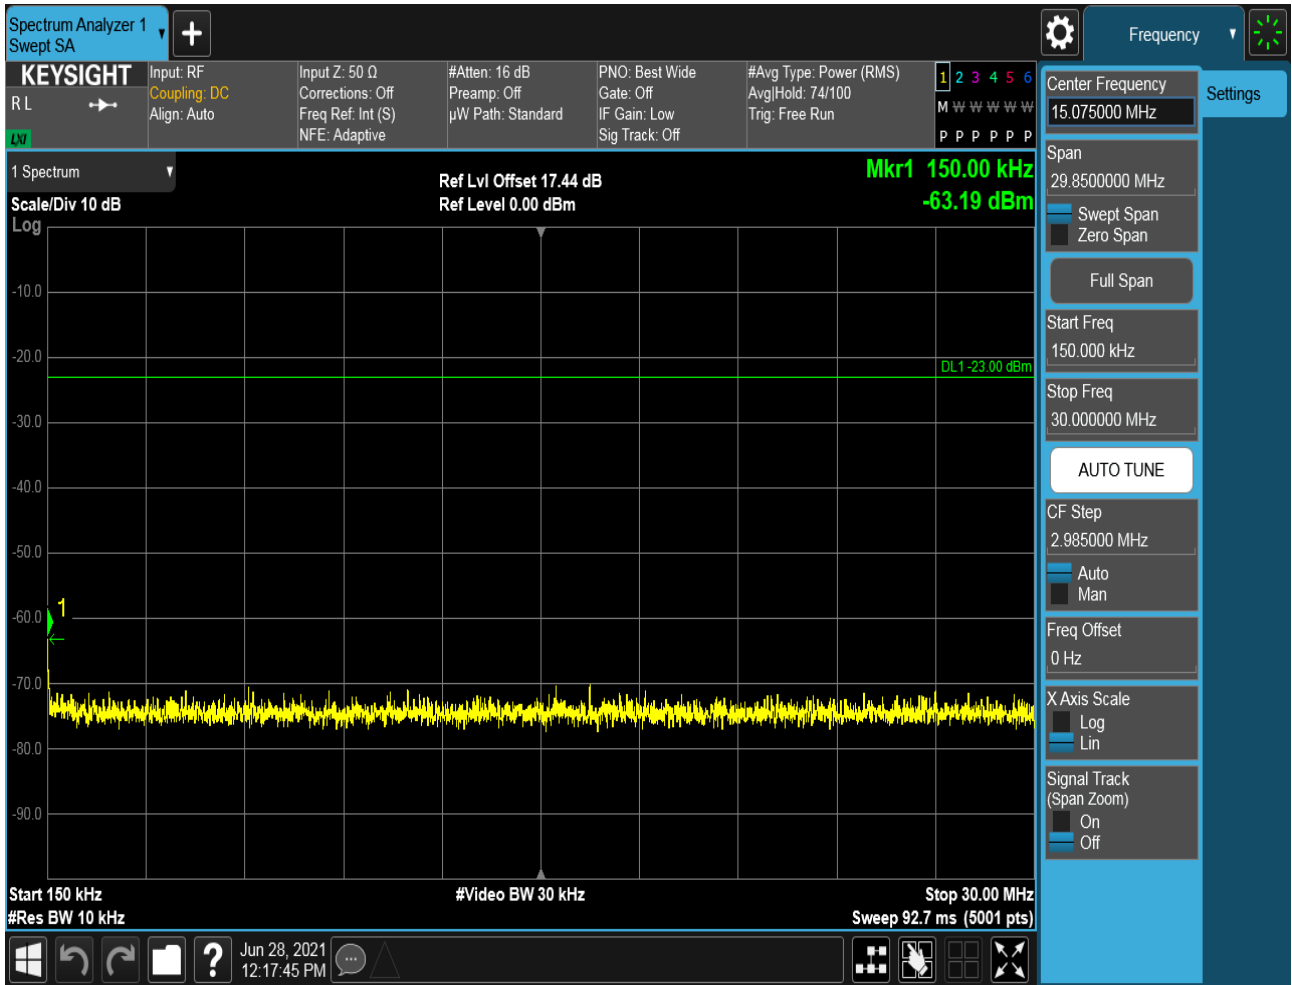 Spectrum Analyzer 1
Swept SA
Frequency
KEYSIGHT
R L
LXI
Input: RF
Coupling: DC
Align: Auto
Input Z: 50 Ω
Corrections: Off
Freq Ref: Int (S)
NFE: Adaptive
#Atten: 16 dB
Preamp: Off
µW Path: Standard
PNO: Best Wide
Gate: Off
IF Gain: Low
Sig Track: Off
#Avg Type: Power (RMS)
Avg|Hold: 74/100
Trig: Free Run
1 2 3 4 5 6
M W W W W W
P P P P P P
1 Spectrum
Scale/Div 10 dB
Log
Ref Lvl Offset 17.44 dB
Ref Level 0.00 dBm
Mkr1 150.00 kHz
-63.19 dBm
-10.0
-20.0
DL1 -23.00 dBm
-30.0
-40.0
-50.0
-60.0
1
-70.0
-80.0
-90.0
Start 150 kHz
#Video BW 30 kHz
Stop 30.00 MHz
#Res BW 10 kHz
Sweep 92.7 ms (5001 pts)
Jun 28, 2021
12:17:45 PM
Center Frequency
15.075000 MHz
Settings
Span
29.8500000 MHz
Swept Span
Zero Span
Full Span
Start Freq
150.000 kHz
Stop Freq
30.000000 MHz
AUTO TUNE
CF Step
2.985000 MHz
Auto
Man
Freq Offset
0 Hz
X Axis Scale
Log
Lin
Signal Track
(Span Zoom)
On
Off